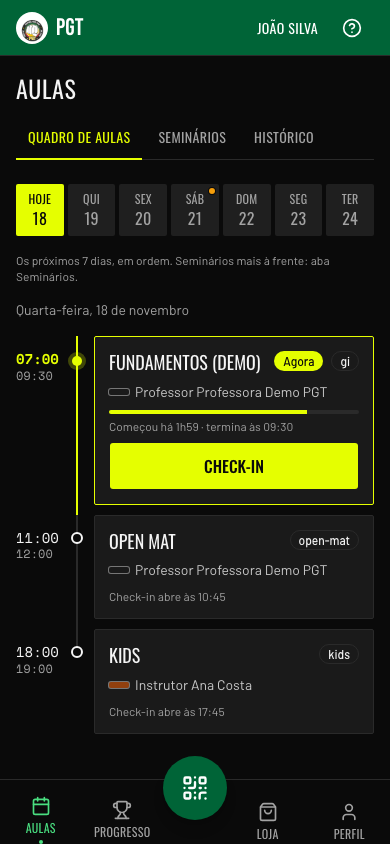 PGT
JOÃO SILVA
AULAS
QUADRO DE AULAS
SEMINÁRIOS
HISTÓRICO
HOJE
18
QUI
19
SEX
20
SÁB
21
DOM
22
SEG
23
TER
24
Os próximos 7 dias, em ordem. Seminários mais à frente: aba
Seminários.
Quarta-feira, 18 de novembro
07:00
09:30
FUNDAMENTOS (DEMO)
Agora
gi
Professor Professora Demo PGT
Começou há 1h59 · termina às 09:30
CHECK-IN
11:00
12:00
OPEN MAT
open-mat
Professor Professora Demo PGT
Check-in abre às 10:45
18:00
19:00
KIDS
kids
Instrutor Ana Costa
Check-in abre às 17:45
AULAS
PROGRESSO
LOJA
PERFIL